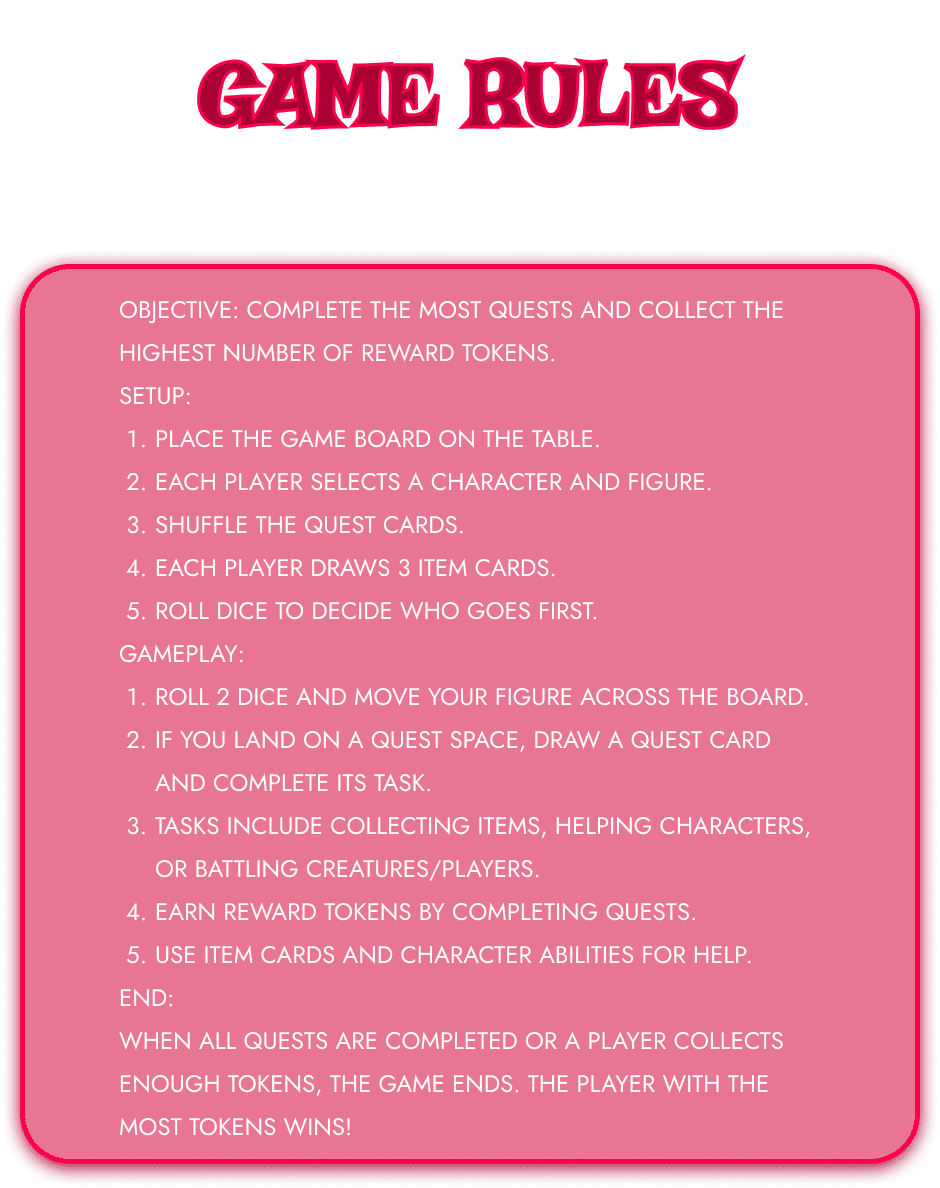 GAME RULES
OBJECTIVE: COMPLETE THE MOST QUESTS AND COLLECT THE
HIGHEST NUMBER OF REWARD TOKENS.
SETUP:
1. PLACE THE GAME BOARD ON THE TABLE.
2. EACH PLAYER SELECTS A CHARACTER AND FIGURE.
3. SHUFFLE THE QUEST CARDS.
4. EACH PLAYER DRAWS 3 ITEM CARDS.
5. ROLL DICE TO DECIDE WHO GOES FIRST.
GAMEPLAY:
1. ROLL 2 DICE AND MOVE YOUR FIGURE ACROSS THE BOARD.
2. IF YOU LAND ON A QUEST SPACE, DRAW A QUEST CARD
AND COMPLETE ITS TASK.
3. TASKS INCLUDE COLLECTING ITEMS, HELPING CHARACTERS,
OR BATTLING CREATURES/PLAYERS.
4. EARN REWARD TOKENS BY COMPLETING QUESTS.
5. USE ITEM CARDS AND CHARACTER ABILITIES FOR HELP.
END:
WHEN ALL QUESTS ARE COMPLETED OR A PLAYER COLLECTS
ENOUGH TOKENS, THE GAME ENDS. THE PLAYER WITH THE
MOST TOKENS WINS!